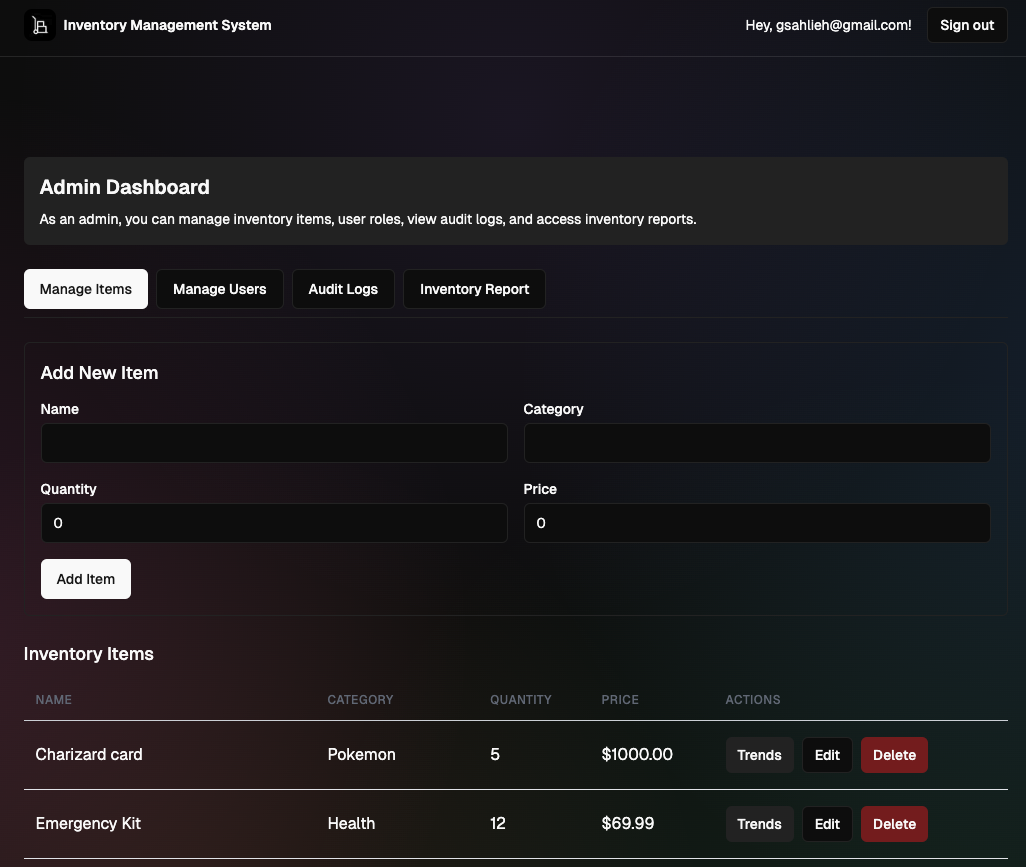 Inventory Management System
Hey, gsahlieh@gmail.com!
Sign out
Admin Dashboard
As an admin, you can manage inventory items, user roles, view audit logs, and access inventory reports.
Manage Items
Manage Users
Audit Logs
Inventory Report
Add New Item
Name
Category
Quantity
Price
0
0
Add Item
Inventory Items
NAME CATEGORY QUANTITY PRICE ACTIONS
Charizard card Pokemon 5 $1000.00 Trends Edit Delete
Emergency Kit Health 12 $69.99 Trends Edit Delete